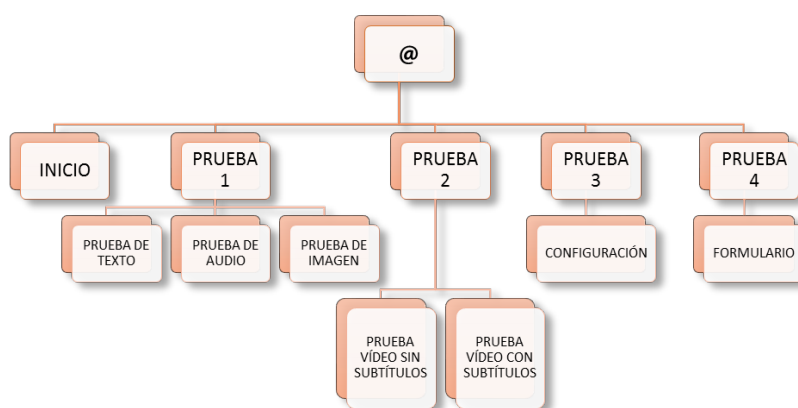 @
INICIO
PRUEBA
1
PRUEBA
2
PRUEBA
3
PRUEBA
4
PRUEBA DE
TEXTO
PRUEBA DE
AUDIO
PRUEBA DE
IMAGEN
CONFIGURACIÓN
FORMULARIO
PRUEBA
VÍDEO SIN
SUBTÍTULOS
PRUEBA
VÍDEO CON
SUBTÍTULOS